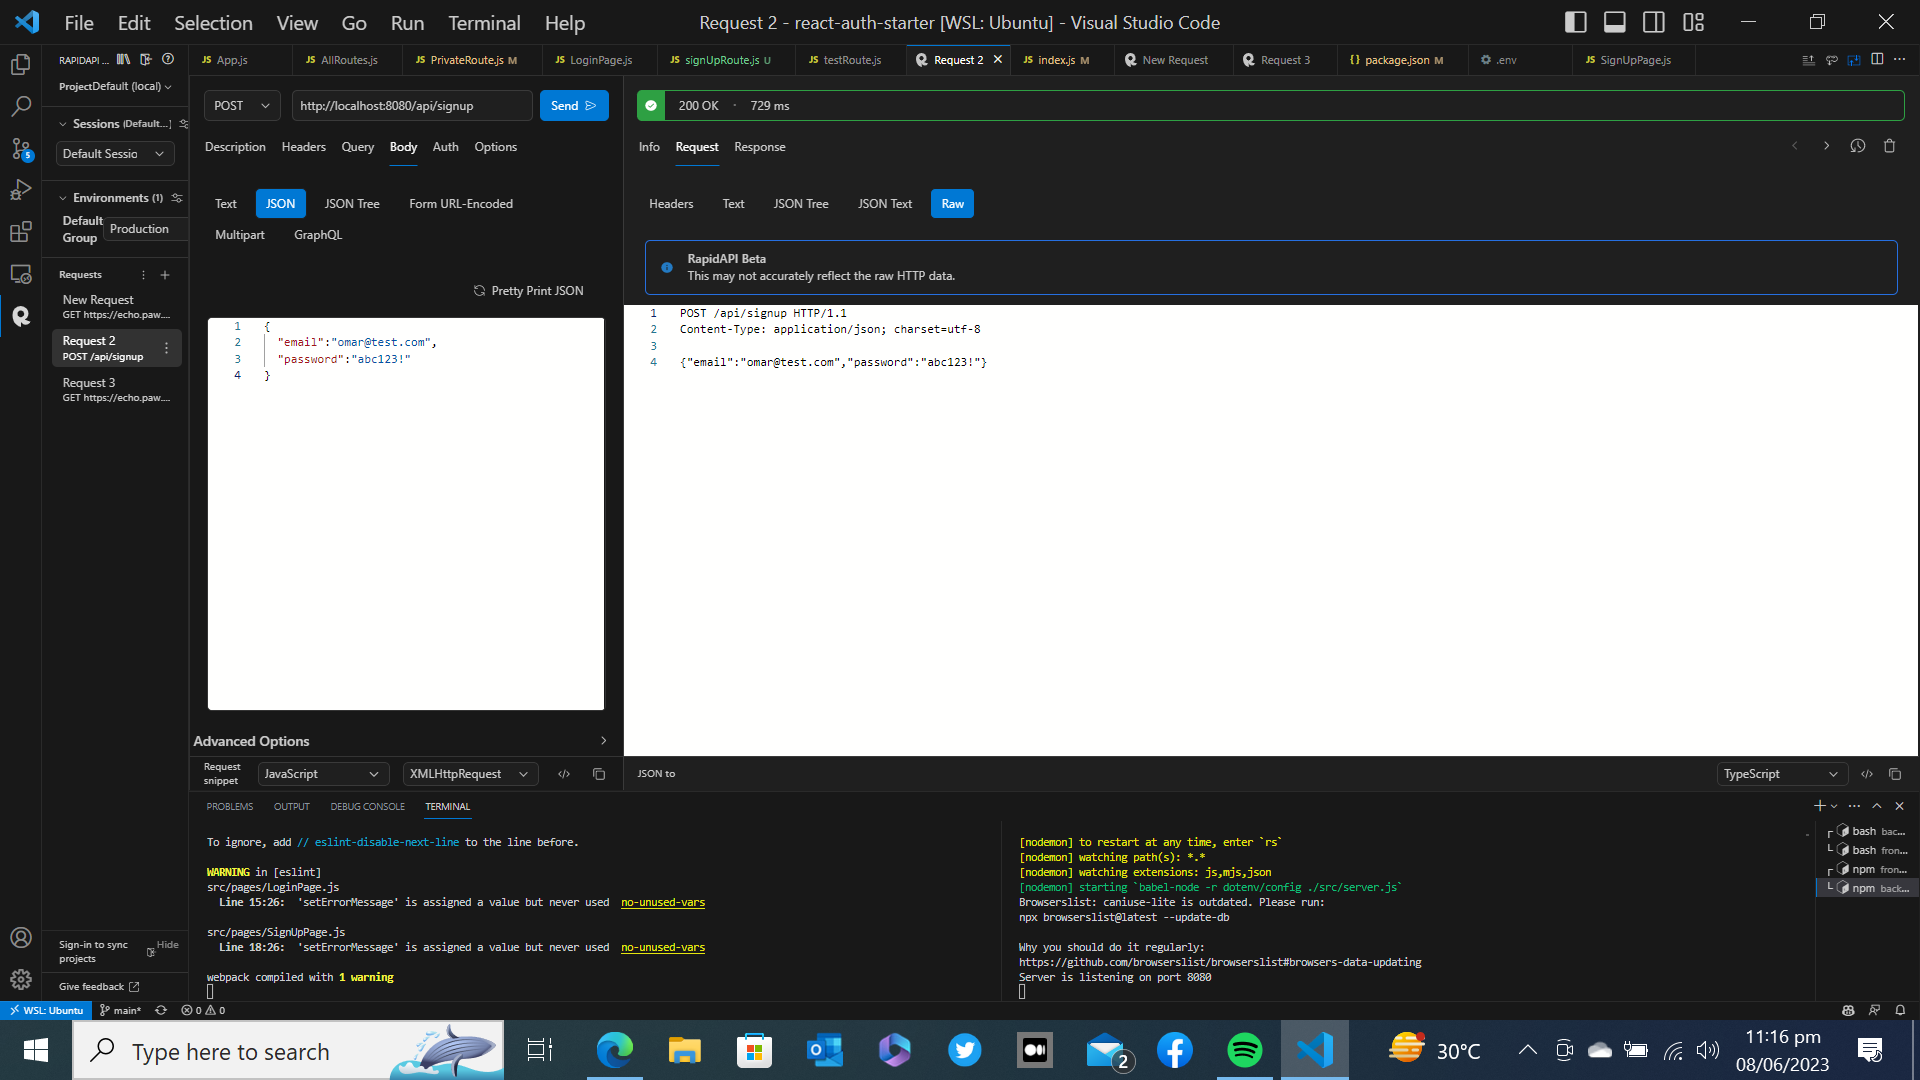 File Edit Selection View Go Run Terminal Help
Request 2 - react-auth-starter [WSL: Ubuntu] - Visual Studio Code
RAPIDAPI ...
App.js
AllRoutes.js
PrivateRoute.js M
LoginPage.js
signUpRoute.js U
testRoute.js
Request 2
index.js M
New Request
Request 3
package.json M
.env
SignUpPage.js
ProjectDefault (local)
Sessions (Default...)
Default Sessio
Environments (1)
Default Group
Production
Requests
New Request
GET https://echo.paw....
Request 2
POST /api/signup
Request 3
GET https://echo.paw....
Sign-in to sync projects
Hide
Give feedback
POST
http://localhost:8080/api/signup
Send
Description Headers Query Body Auth Options
Text JSON JSON Tree Form URL-Encoded
Multipart GraphQL
Pretty Print JSON
1 {
2 "email":"omar@test.com",
3 "password":"abc123!"
4 }
Advanced Options
Request snippet
JavaScript
XMLHttpRequest
200 OK · 729 ms
Info Request Response
Headers Text JSON Tree JSON Text Raw
RapidAPI Beta
This may not accurately reflect the raw HTTP data.
1 POST /api/signup HTTP/1.1
2 Content-Type: application/json; charset=utf-8
3
4 {"email":"omar@test.com","password":"abc123!"}
JSON to
TypeScript
PROBLEMS OUTPUT DEBUG CONSOLE TERMINAL
To ignore, add // eslint-disable-next-line to the line before.
WARNING in [eslint]
src/pages/LoginPage.js
Line 15:26: 'setErrorMessage' is assigned a value but never used no-unused-vars
src/pages/SignUpPage.js
Line 18:26: 'setErrorMessage' is assigned a value but never used no-unused-vars
webpack compiled with 1 warning
[nodemon] to restart at any time, enter `rs`
[nodemon] watching path(s): *.*
[nodemon] watching extensions: js,mjs,json
[nodemon] starting `babel-node -r dotenv/config ./src/server.js`
Browserslist: caniuse-lite is outdated. Please run:
npx browserslist@latest --update-db
Why you should do it regularly:
https://github.com/browserslist/browserslist#browsers-data-updating
Server is listening on port 8080
bash bac...
bash fron...
npm fron...
npm back...
5
WSL: Ubuntu
main*
0 0
Type here to search
2
30°C
11:16 pm
08/06/2023